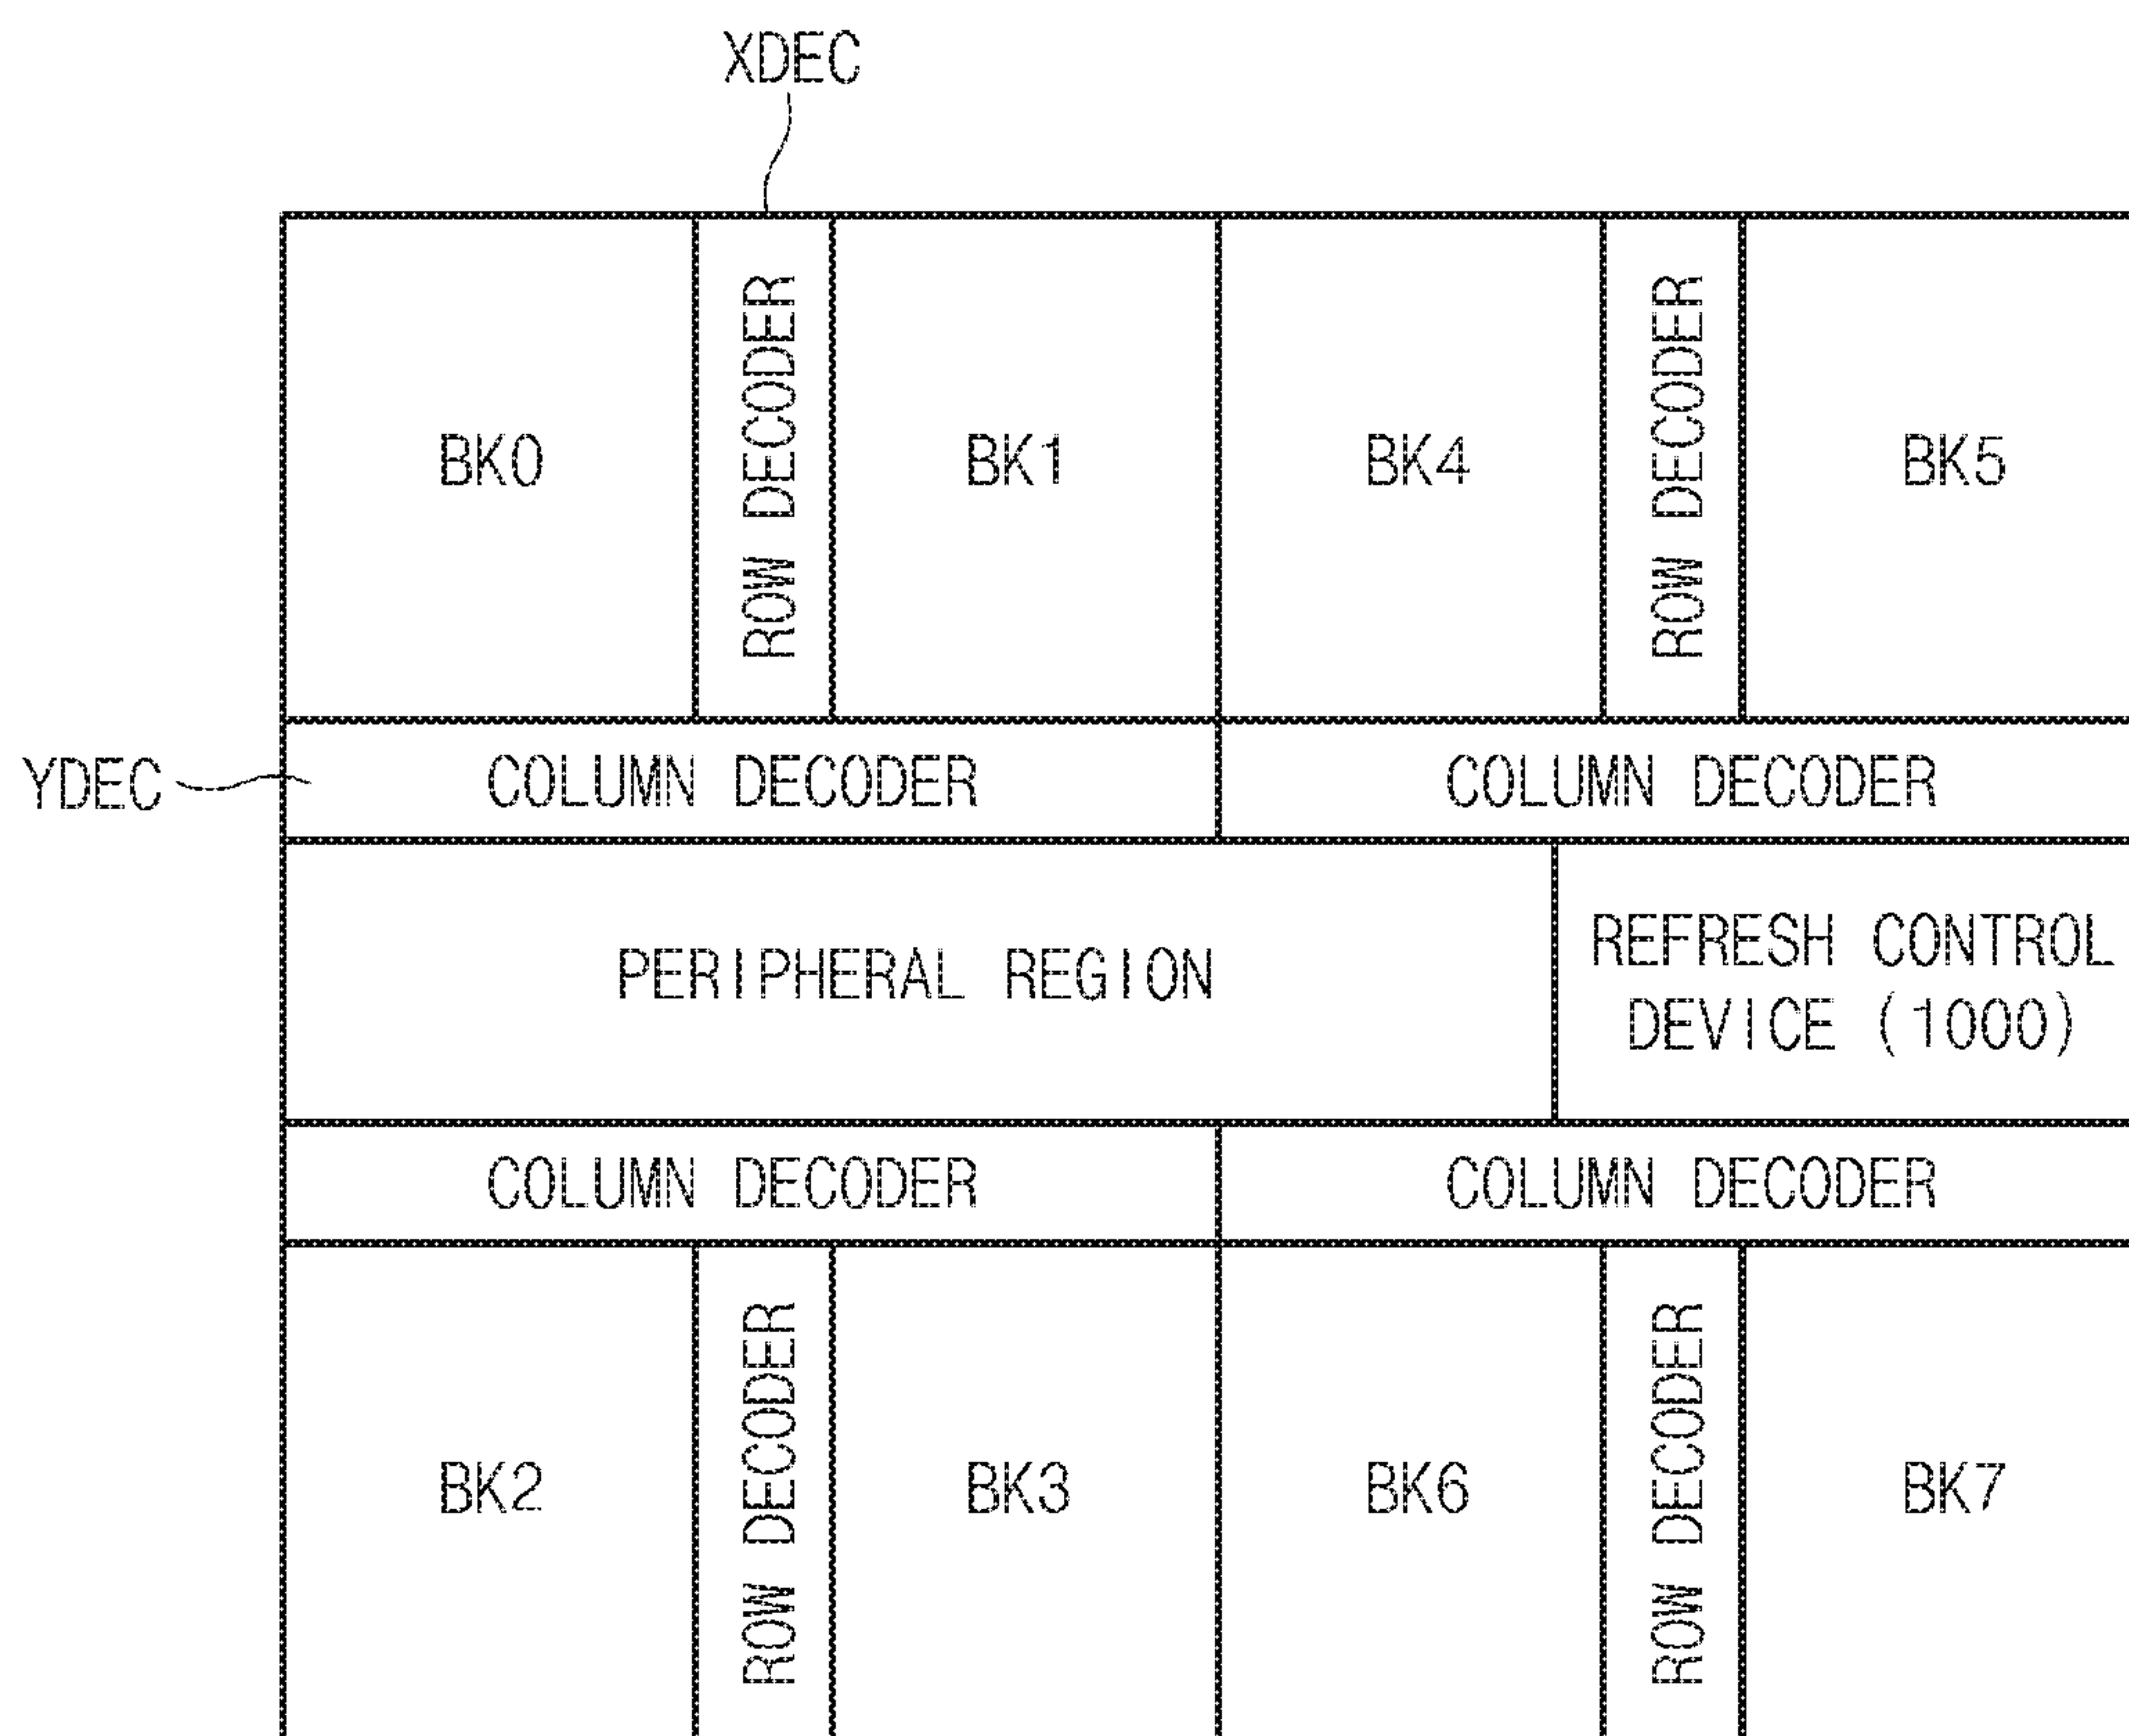 XDEC
BK0
ROW DECODER
BK1
BK4
ROW DECODER
BK5
YDEC
COLUMN DECODER
COLUMN DECODER
PERIPHERAL REGION
REFRESH CONTROL
DEVICE (1000)
COLUMN DECODER
COLUMN DECODER
BK2
ROW DECODER
BK3
BK6
ROW DECODER
BK7